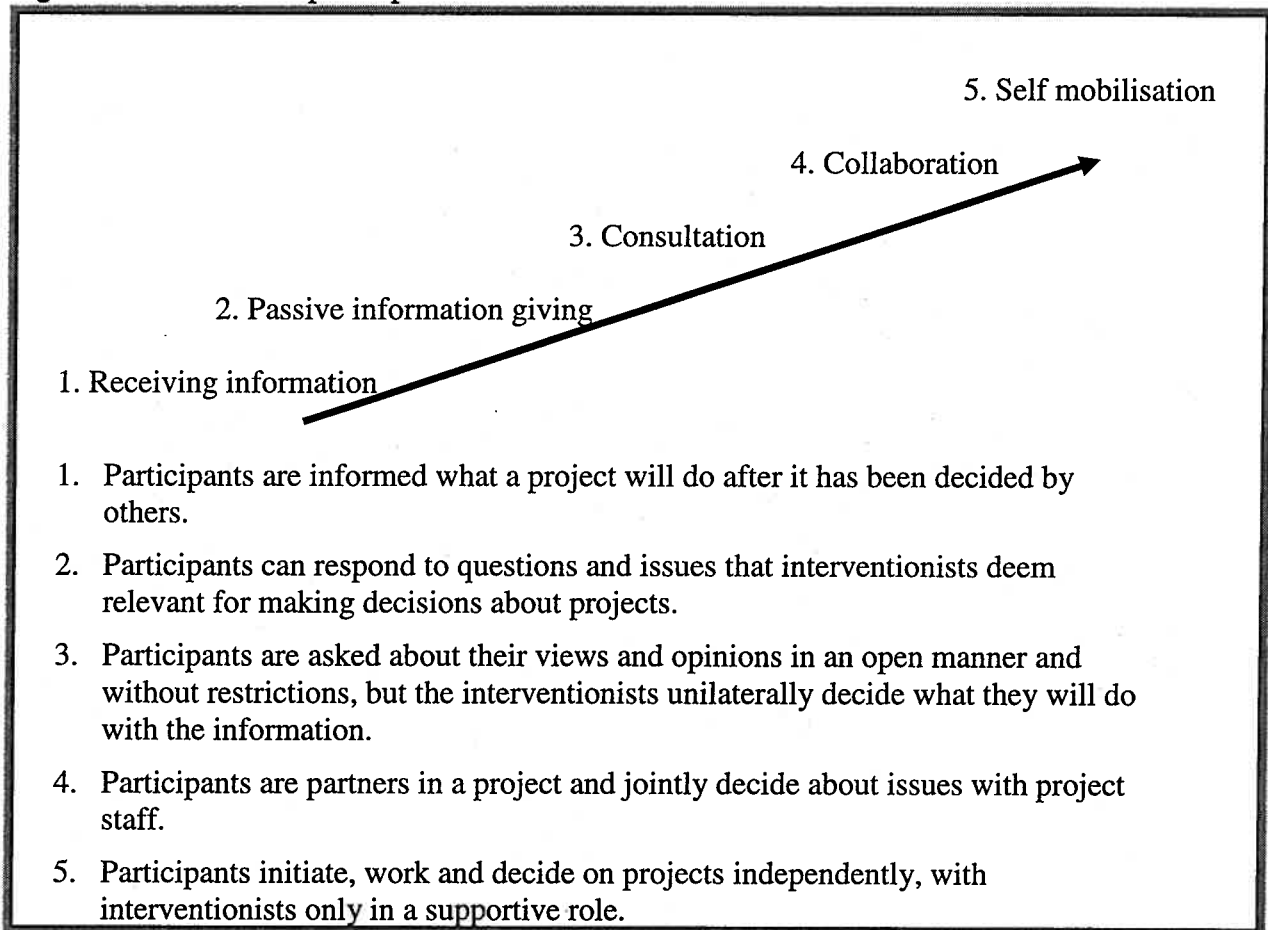 5. Self mobilisation
4. Collaboration
3. Consultation
2. Passive information giving
1. Receiving information
1. Participants are informed what a project will do after it has been decided by
others.
2. Participants can respond to questions and issues that interventionists deem
relevant for making decisions about projects.
3. Participants are asked about their views and opinions in an open manner and
without restrictions, but the interventionists unilaterally decide what they will do
with the information.
4. Participants are partners in a project and jointly decide about issues with project
staff.
5. Participants initiate, work and decide on projects independently, with
interventionists only in a supportive role.